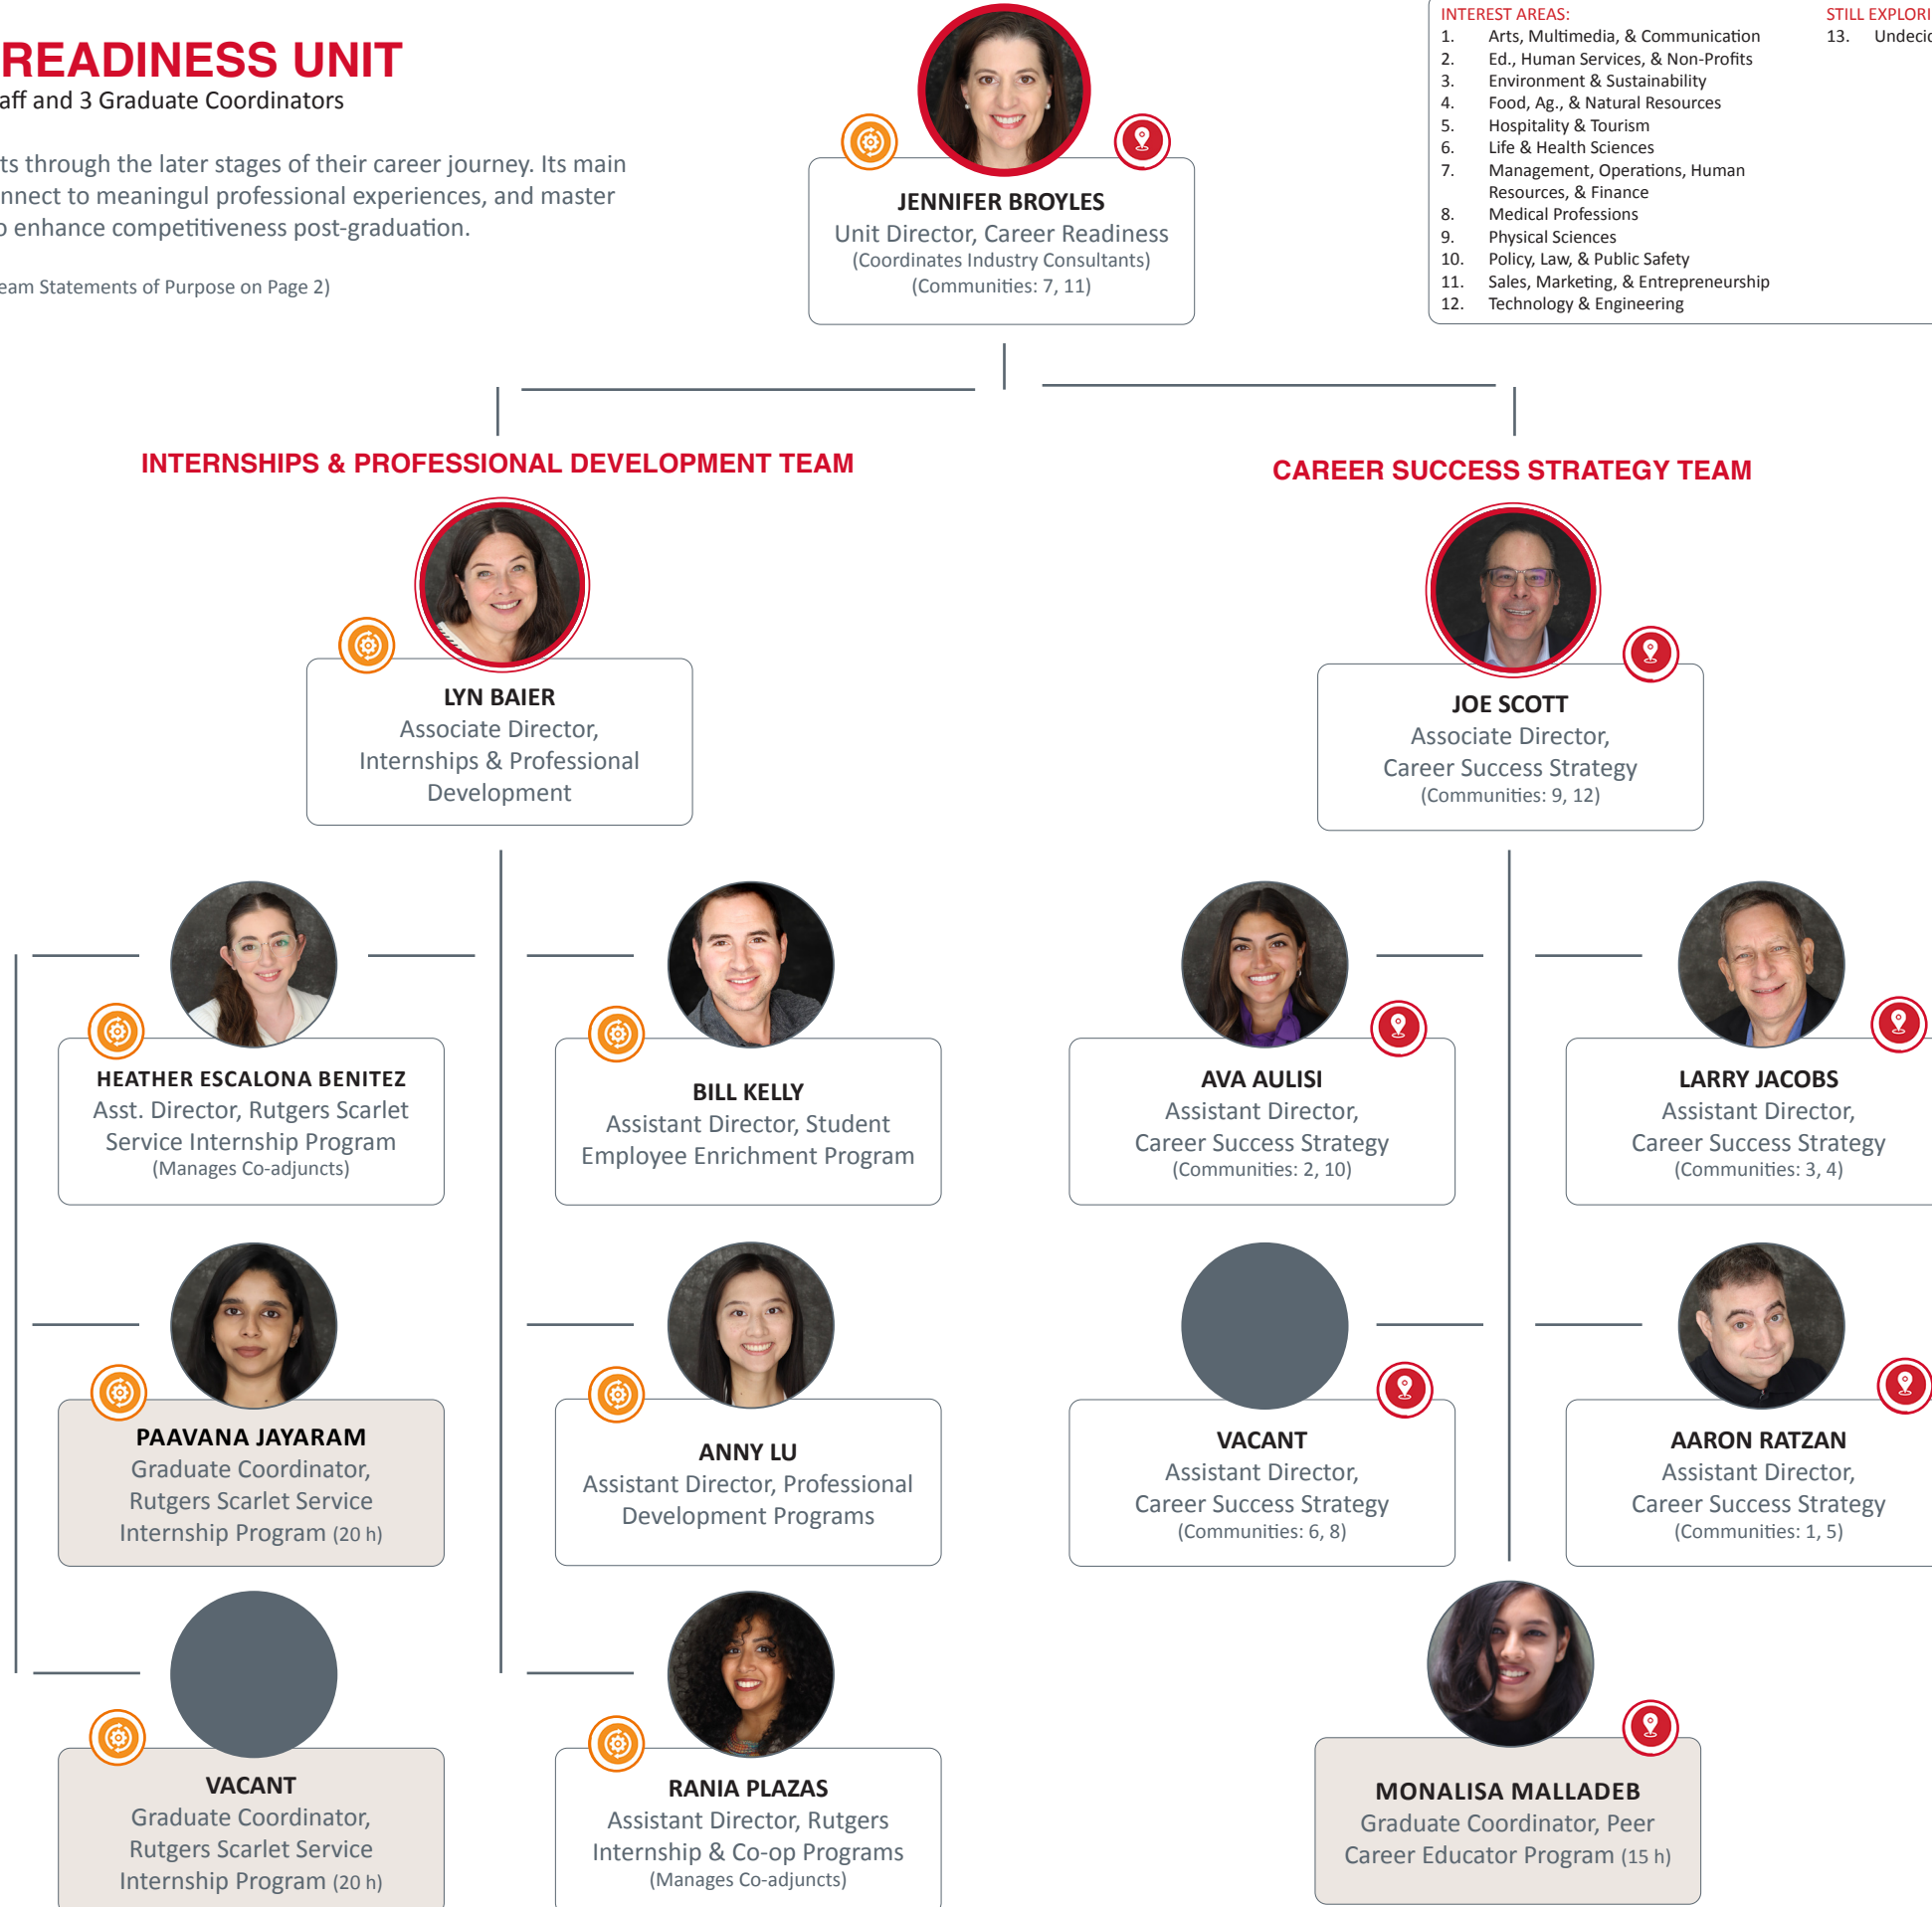 READINESS UNIT
aff and 3 Graduate Coordinators
ts through the later stages of their career journey. Its main
nnect to meaningul professional experiences, and master
o enhance competitiveness post-graduation.
eam Statements of Purpose on Page 2)
JENNIFER BROYLES
Unit Director, Career Readiness
(Coordinates Industry Consultants)
(Communities: 7, 11)
INTEREST AREAS:
1. Arts, Multimedia, & Communication
2. Ed., Human Services, & Non-Profits
3. Environment & Sustainability
4. Food, Ag., & Natural Resources
5. Hospitality & Tourism
6. Life & Health Sciences
7. Management, Operations, Human
Resources, & Finance
8. Medical Professions
9. Physical Sciences
10. Policy, Law, & Public Safety
11. Sales, Marketing, & Entrepreneurship
12. Technology & Engineering
STILL EXPLORI
13. Undecid
INTERNSHIPS & PROFESSIONAL DEVELOPMENT TEAM
LYN BAIER
Associate Director,
Internships & Professional
Development
HEATHER ESCALONA BENITEZ
Asst. Director, Rutgers Scarlet
Service Internship Program
(Manages Co-adjuncts)
BILL KELLY
Assistant Director, Student
Employee Enrichment Program
PAAVANA JAYARAM
Graduate Coordinator,
Rutgers Scarlet Service
Internship Program (20 h)
ANNY LU
Assistant Director, Professional
Development Programs
VACANT
Graduate Coordinator,
Rutgers Scarlet Service
Internship Program (20 h)
RANIA PLAZAS
Assistant Director, Rutgers
Internship & Co-op Programs
(Manages Co-adjuncts)
CAREER SUCCESS STRATEGY TEAM
JOE SCOTT
Associate Director,
Career Success Strategy
(Communities: 9, 12)
AVA AULISI
Assistant Director,
Career Success Strategy
(Communities: 2, 10)
LARRY JACOBS
Assistant Director,
Career Success Strategy
(Communities: 3, 4)
VACANT
Assistant Director,
Career Success Strategy
(Communities: 6, 8)
AARON RATZAN
Assistant Director,
Career Success Strategy
(Communities: 1, 5)
MONALISA MALLADEB
Graduate Coordinator, Peer
Career Educator Program (15 h)